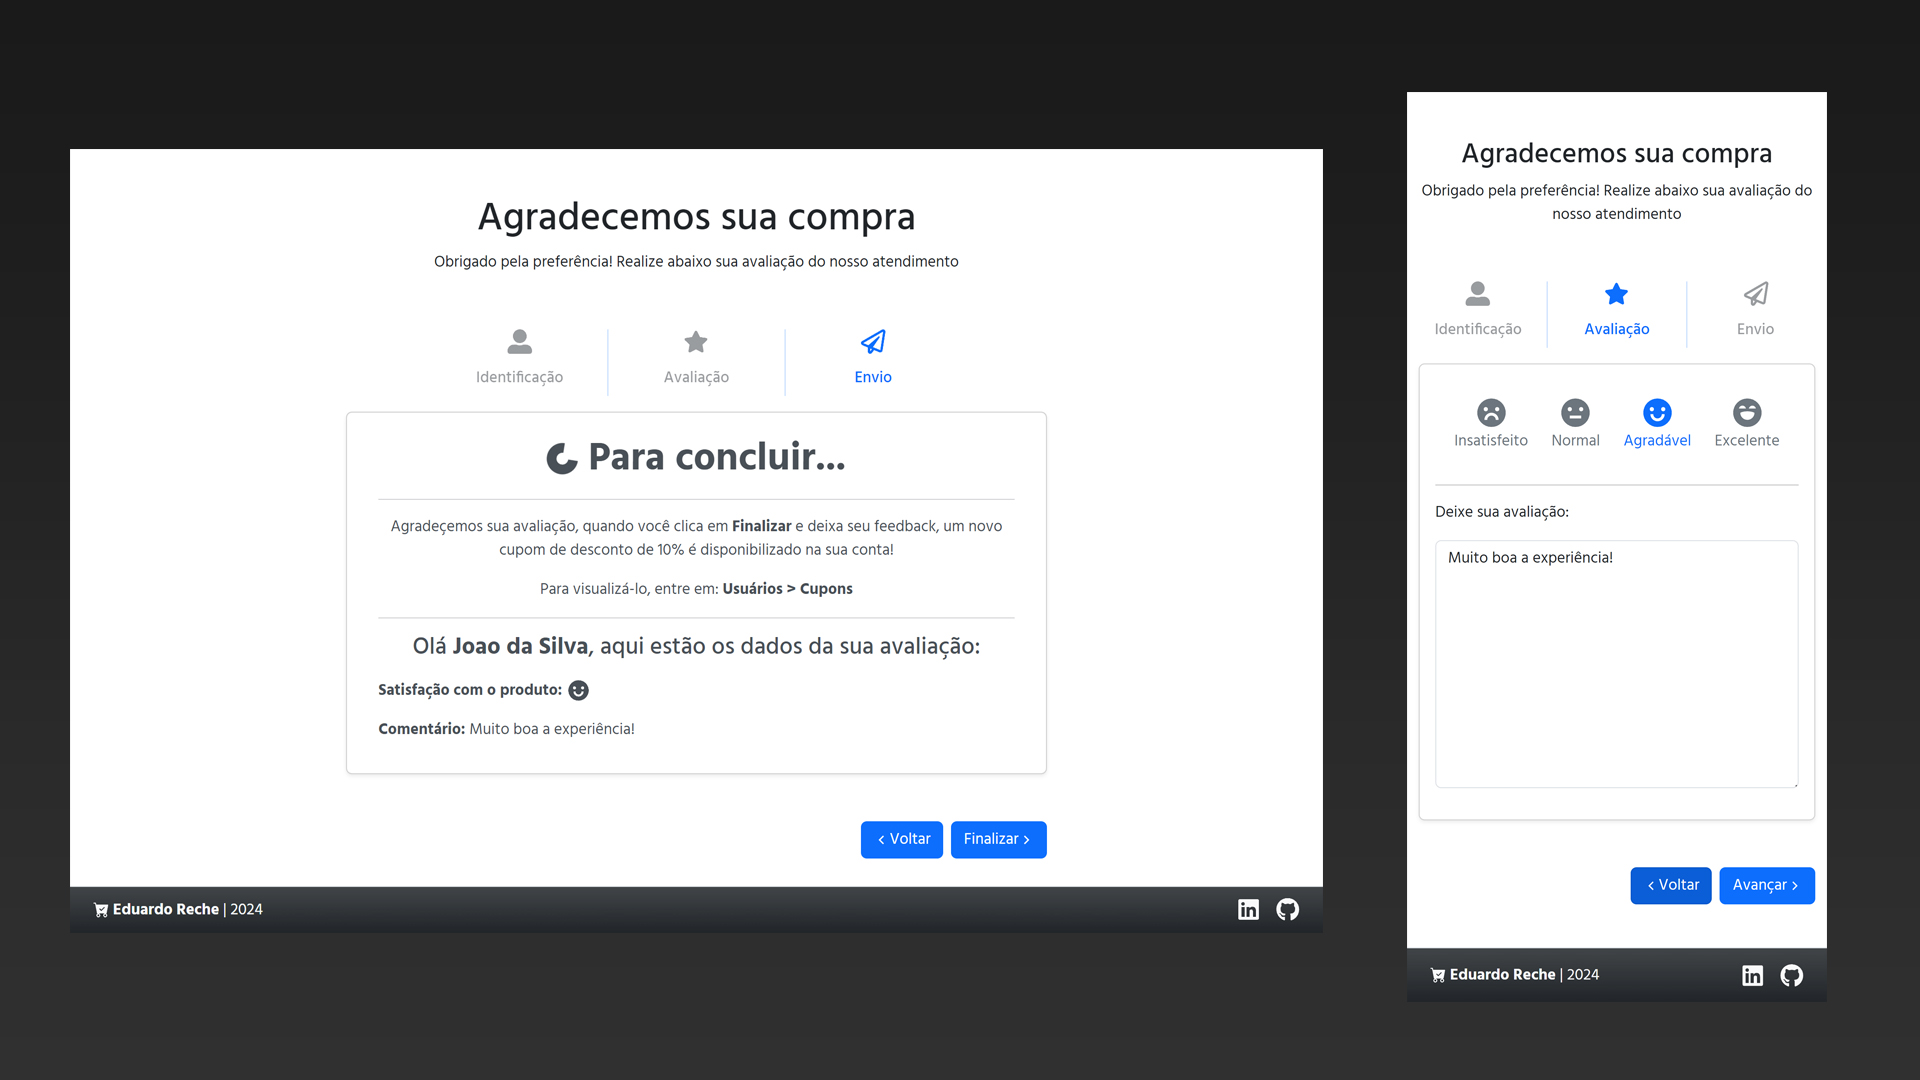 Agradecemos sua compra
Obrigado pela preferência! Realize abaixo sua avaliação do nosso atendimento
Identificação
Avaliação
Envio
Para concluir...
Agradeçemos sua avaliação, quando você clica em Finalizar e deixa seu feedback, um novo
cupom de desconto de 10% é disponibilizado na sua conta!
Para visualizá-lo, entre em: Usuários > Cupons
Olá Joao da Silva, aqui estão os dados da sua avaliação:
Satisfação com o produto:
Comentário: Muito boa a experiência!
‹ Voltar
Finalizar ›
Eduardo Reche | 2024
Agradecemos sua compra
Obrigado pela preferência! Realize abaixo sua avaliação do
nosso atendimento
Identificação
Avaliação
Envio
Insatisfeito
Normal
Agradável
Excelente
Deixe sua avaliação:
Muito boa a experiência!
‹ Voltar
Avançar ›
Eduardo Reche | 2024